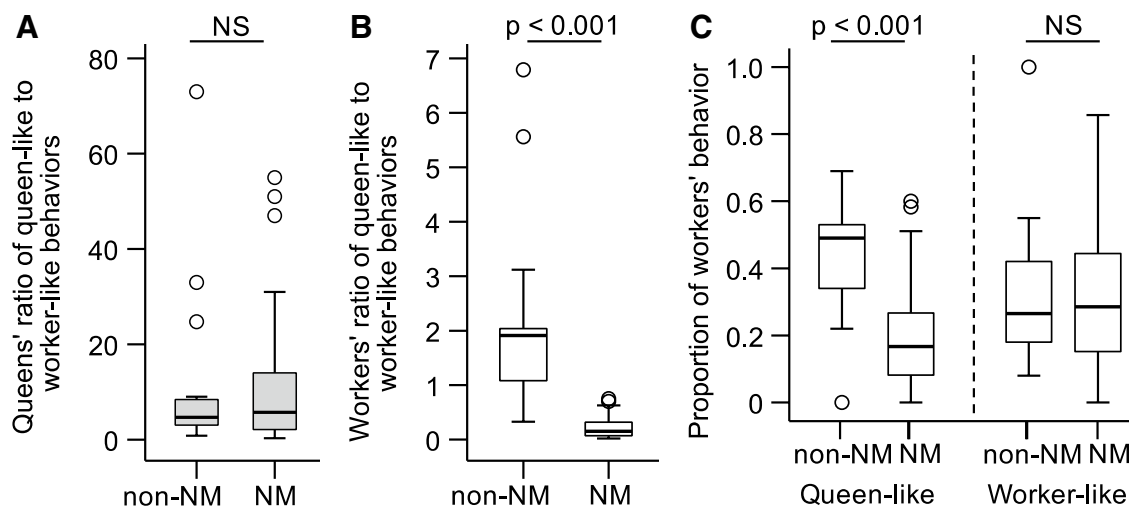 A
NS
Queens' ratio of queen-like to
worker-like behaviors
80
60
40
20
0
non-NM
NM
B
p < 0.001
Workers' ratio of queen-like to
worker-like behaviors
7
6
5
4
3
2
1
0
non-NM
NM
C
p < 0.001
NS
Proportion of workers' behavior
1.0
0.8
0.6
0.4
0.2
0
non-NM NM
non-NM NM
Queen-like
Worker-like